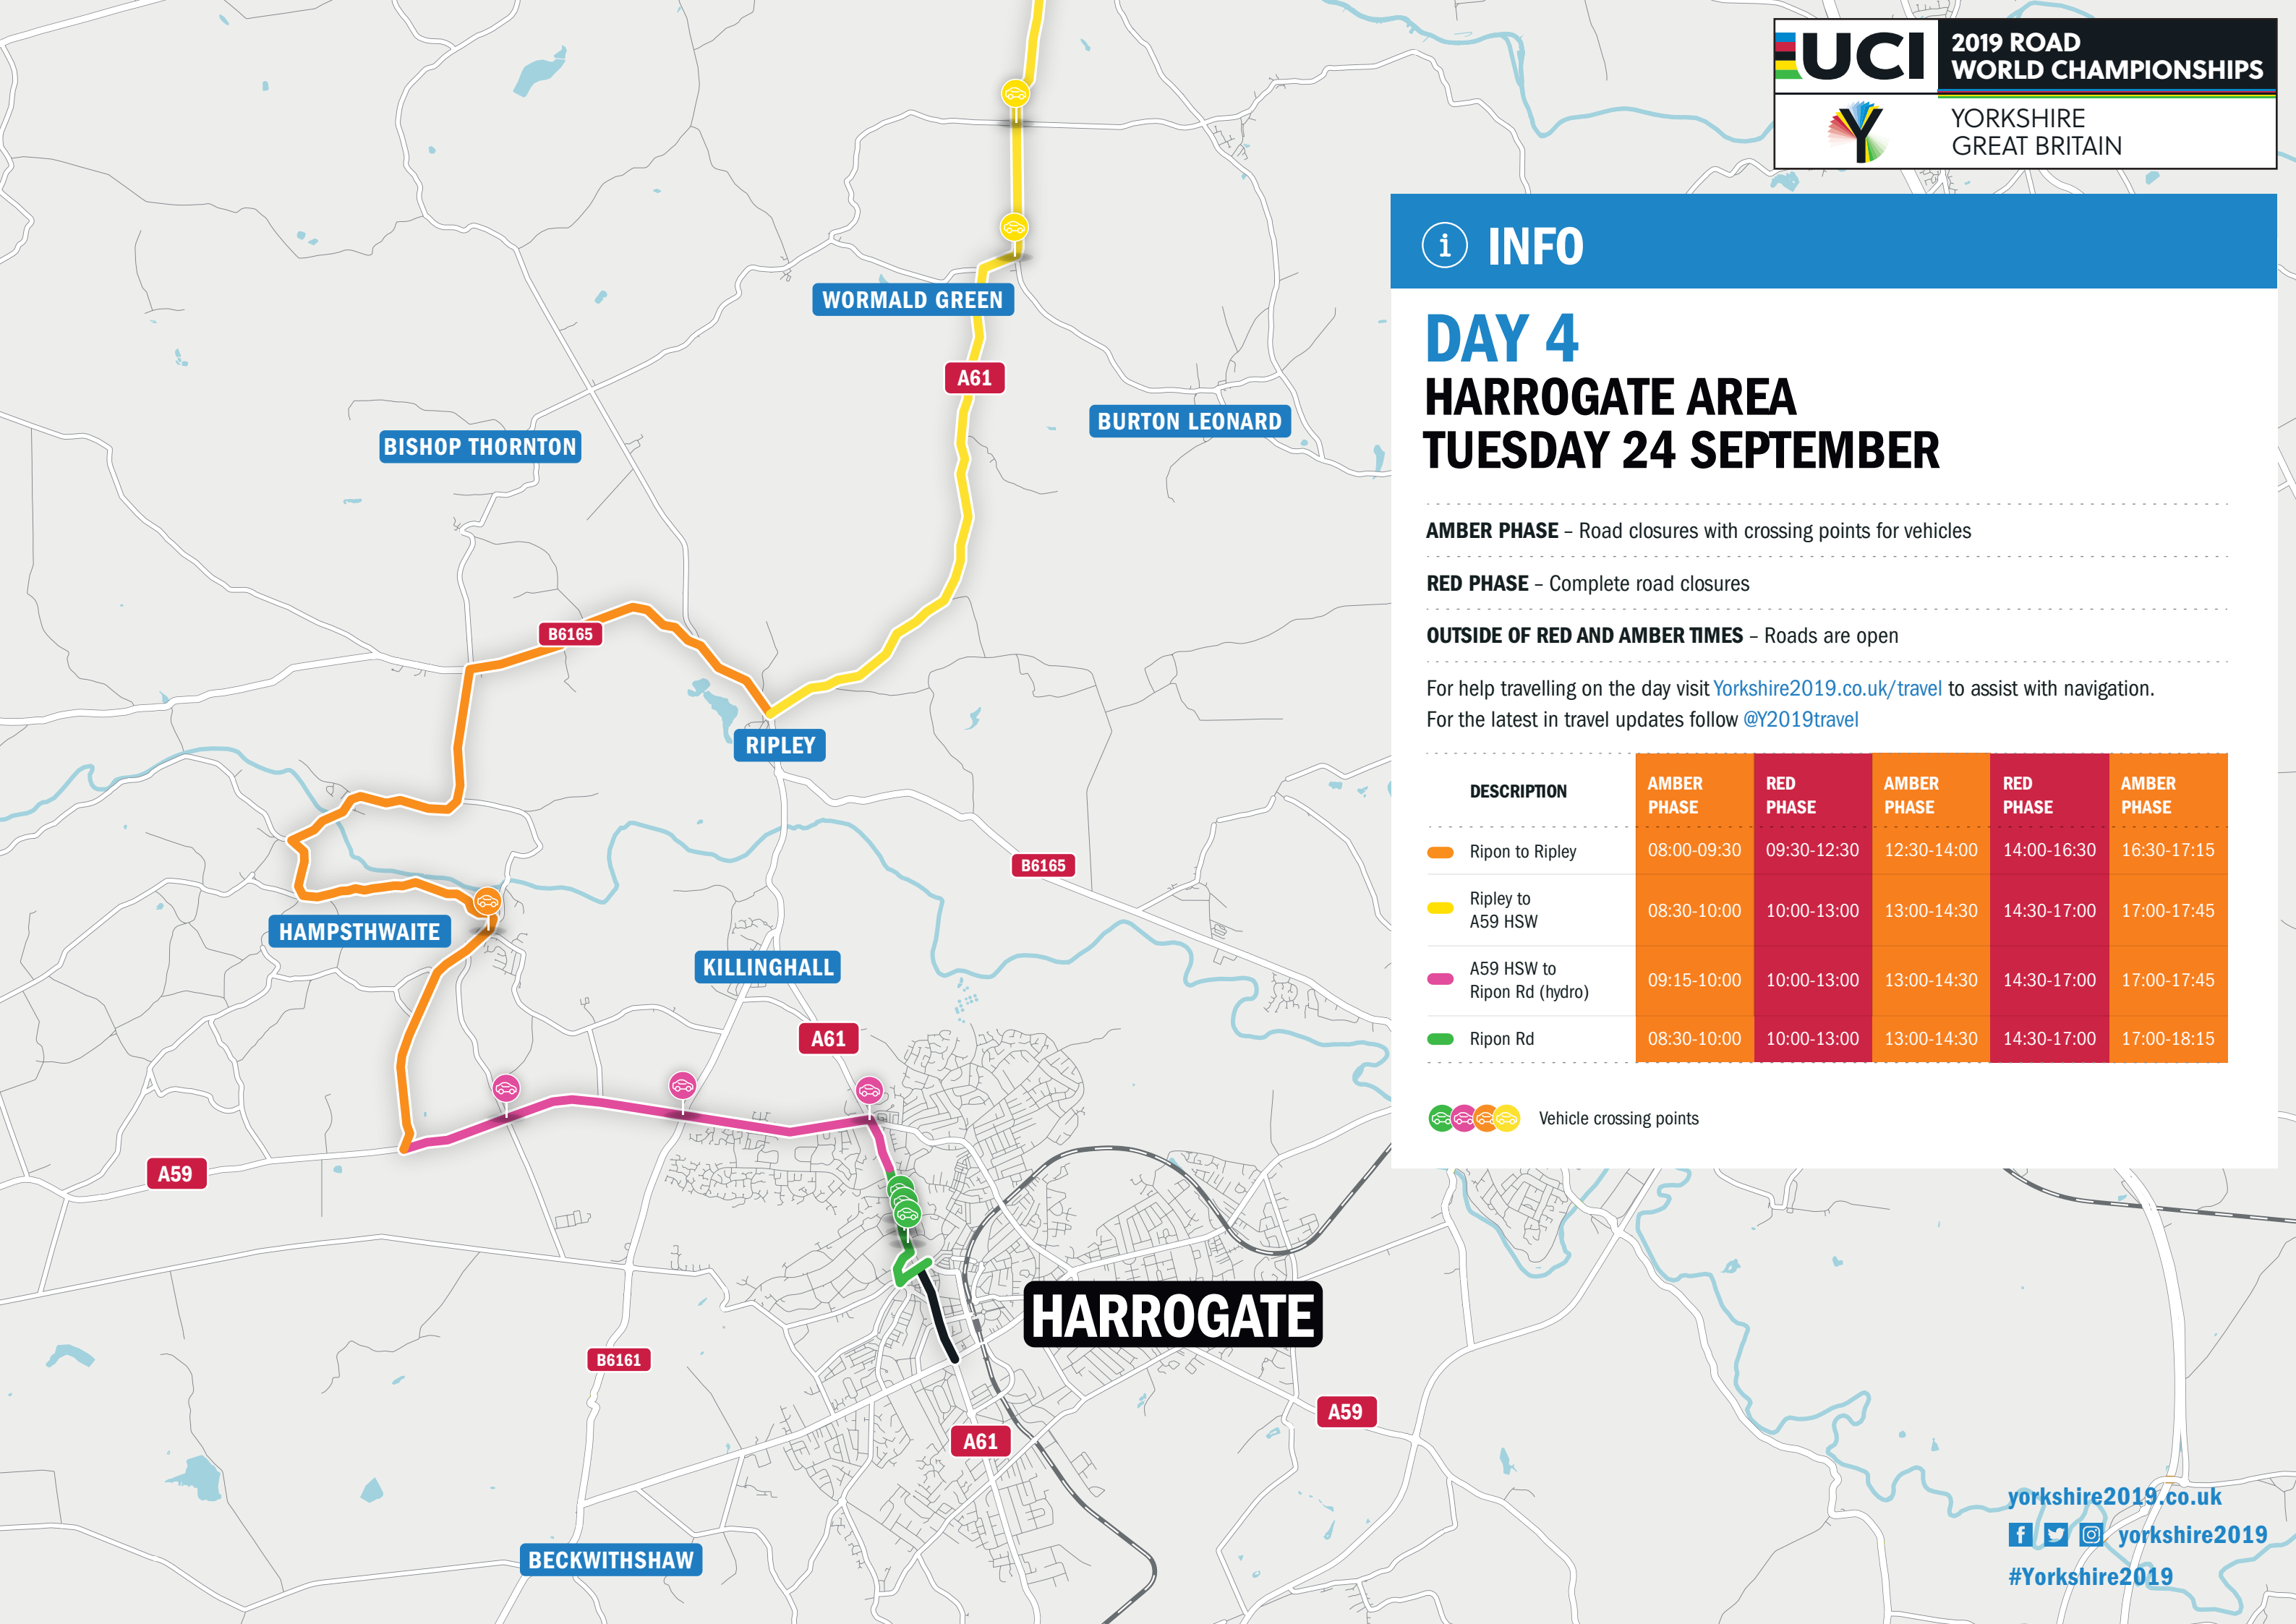 UCI
2019 ROAD
WORLD CHAMPIONSHIPS
Y
YORKSHIRE
GREAT BRITAIN
i INFO
DAY 4
HARROGATE AREA
TUESDAY 24 SEPTEMBER
AMBER PHASE – Road closures with crossing points for vehicles
RED PHASE – Complete road closures
OUTSIDE OF RED AND AMBER TIMES – Roads are open
For help travelling on the day visit Yorkshire2019.co.uk/travel to assist with navigation.
For the latest in travel updates follow @Y2019travel
DESCRIPTION
AMBER
PHASE
RED
PHASE
AMBER
PHASE
RED
PHASE
AMBER
PHASE
Ripon to Ripley
08:00-09:30 09:30-12:30 12:30-14:00 14:00-16:30 16:30-17:15
Ripley to
A59 HSW
08:30-10:00 10:00-13:00 13:00-14:30 14:30-17:00 17:00-17:45
A59 HSW to
Ripon Rd (hydro)
09:15-10:00 10:00-13:00 13:00-14:30 14:30-17:00 17:00-17:45
Ripon Rd
08:30-10:00 10:00-13:00 13:00-14:30 14:30-17:00 17:00-18:15
Vehicle crossing points
WORMALD GREEN
A61
BURTON LEONARD
BISHOP THORNTON
B6165
RIPLEY
B6165
HAMPSTHWAITE
KILLINGHALL
A61
A59
HARROGATE
B6161
A59
A61
BECKWITHSHAW
yorkshire2019.co.uk
yorkshire2019
#Yorkshire2019